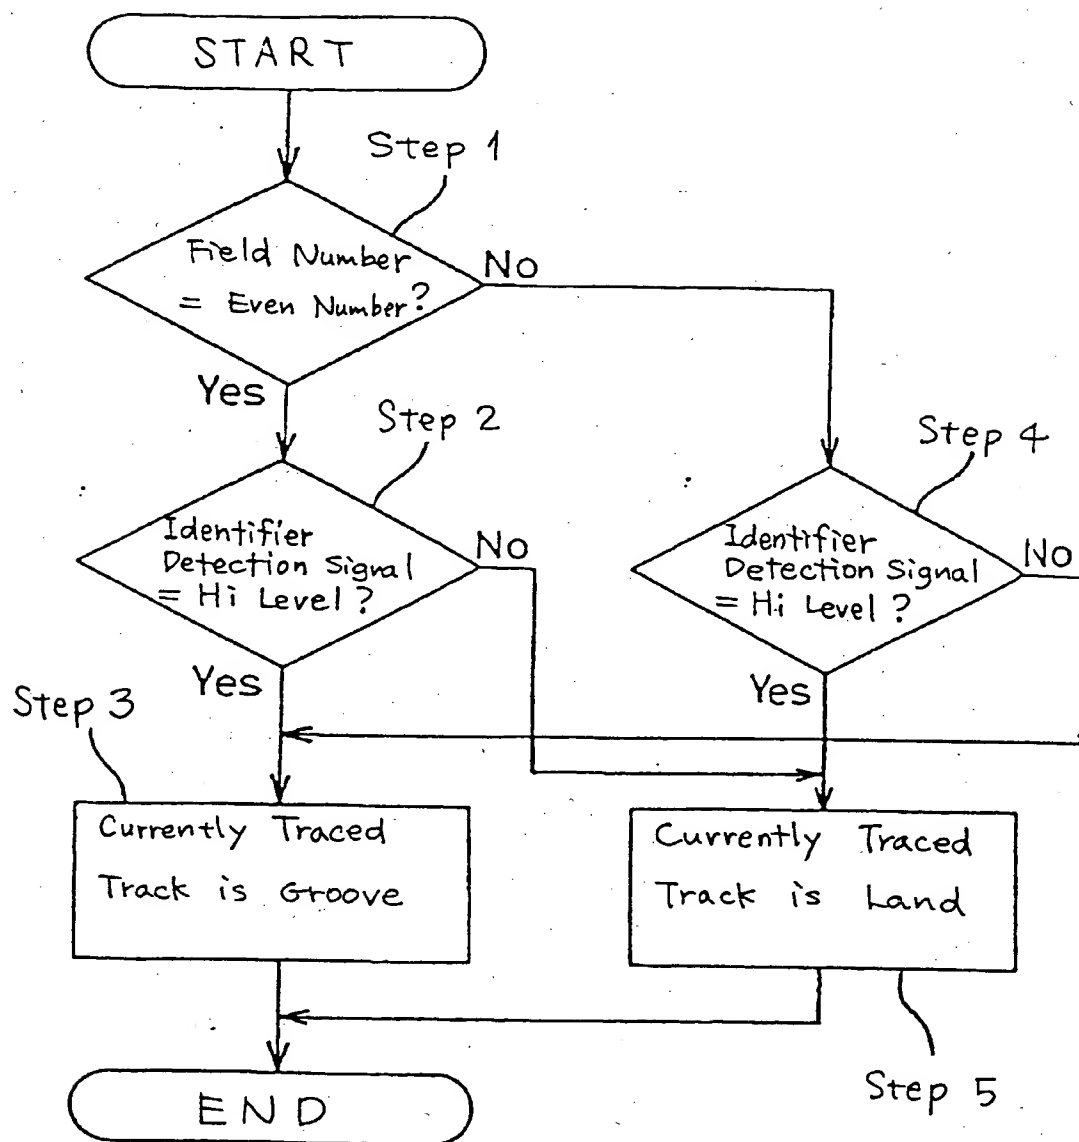 START
Step 1
Field Number
= Even Number?
No
Yes
Step 2
Step 4
Identifier
Detection Signal
= Hi Level ?
No
Identifier
Detection Signal
= Hi Level ?
No
Yes
Yes
Step 3
Currently Traced
Track is Groove
Currently Traced
Track is Land
Step 5
END